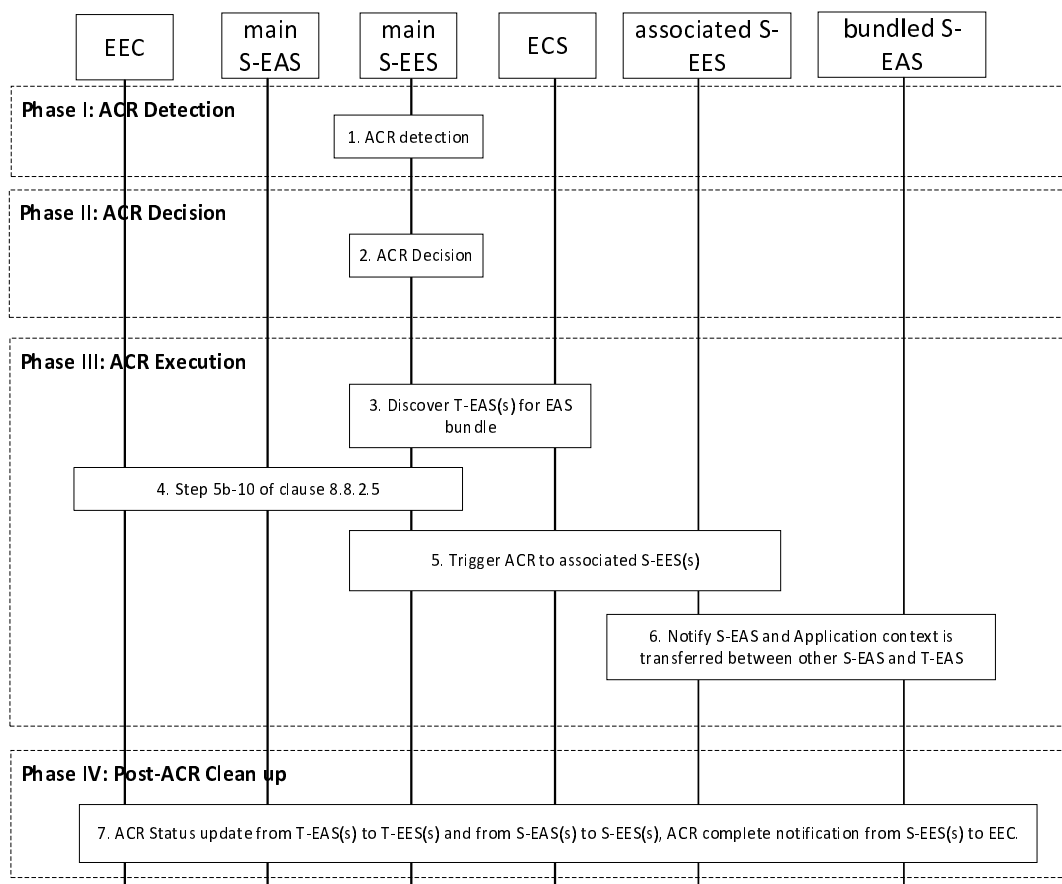 EEC
main
S-EAS
main
S-EES
ECS
associated S-
EES
bundled S-
EAS
Phase I: ACR Detection
1. ACR detection
Phase II: ACR Decision
2. ACR Decision
Phase III: ACR Execution
3. Discover T-EAS(s) for EAS
bundle
4. Step 5b-10 of clause 8.8.2.5
5. Trigger ACR to associated S-EES(s)
6. Notify S-EAS and Application context is
transferred between other S-EAS and T-EAS
Phase IV: Post-ACR Clean up
7. ACR Status update from T-EAS(s) to T-EES(s) and from S-EAS(s) to S-EES(s), ACR complete notification from S-EES(s) to EEC.